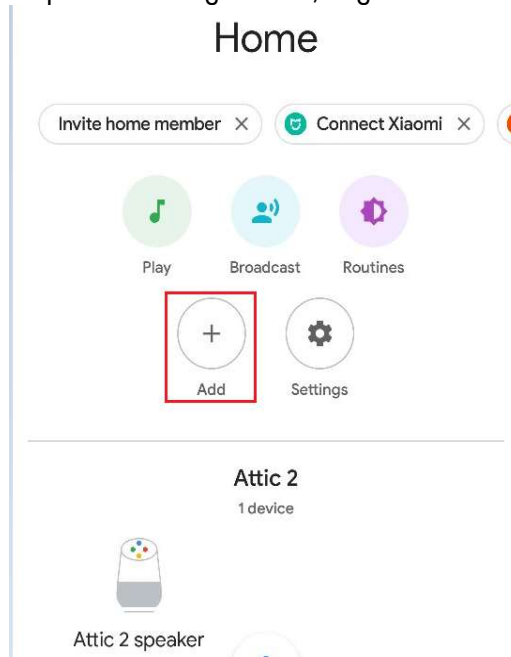 Home
Invite home member
Connect Xiaomi
Play Broadcast Routines
Add Settings
Attic 2
1 device
Attic 2 speaker